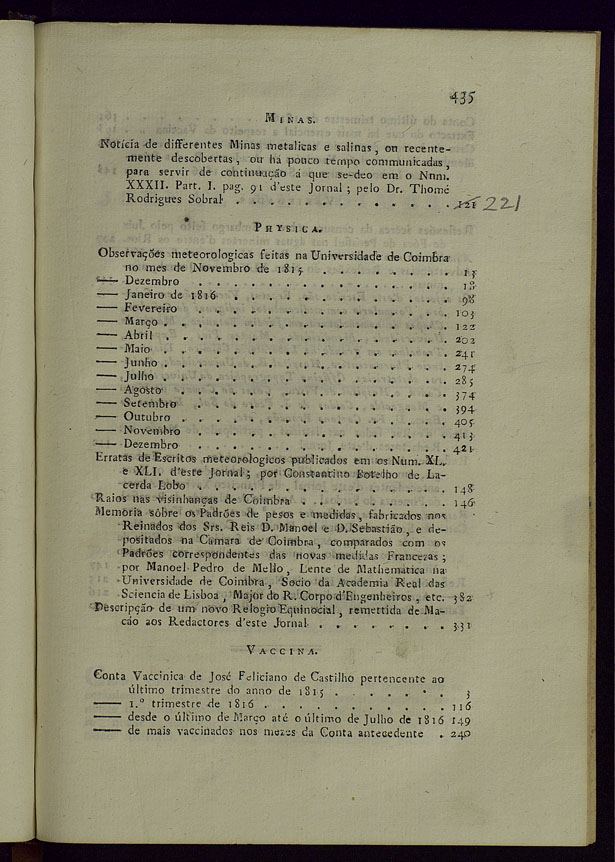 435
MINAS.
Notícia de differentes Minas metalicas e salinas, ou recente-
mente descobertas, ou ha pouco tempo communicadas,
para servir de continuação á que se-deo em o Num.
XXXII. Part. I. pag. 91 d'este Jornal; pelo Dr. Thomé
Rodrigues Sobral . . . . . . . . . . . . . 121 221
PHYSICA.
Observações meteorologicas feitas na Universidade de Coimbra
no mes de Novembro de 1815 . . . . . . . . . 15
—— Dezembro . . . . . . . . . . . . . . 18
—— Janeiro de 1816 . . . . . . . . . . . . 98
—— Fevereiro . . . . . . . . . . . . . . 103
—— Março . . . . . . . . . . . . . . . 122
—— Abril . . . . . . . . . . . . . . . 202
—— Maio . . . . . . . . . . . . . . . 241
—— Junho . . . . . . . . . . . . . . . 274
—— Julho . . . . . . . . . . . . . . . 285
—— Agosto . . . . . . . . . . . . . . . 374
—— Setembro . . . . . . . . . . . . . . 394
—— Outubro . . . . . . . . . . . . . . 405
—— Novembro . . . . . . . . . . . . . . 413
—— Dezembro . . . . . . . . . . . . . . 421
Erratas de Escritos meteorologicos publicados em os Num. XL.
e XLI. d'este Jornal; por Constantino Botelho de La-
cerda Lobo . . . . . . . . . . . . . . 148
Raios nas visinhanças de Coimbra . . . . . . . . 146
Memoria sôbre os Padrões de pesos e medidas, fabricados nos
Reinados dos Srs. Reis D. Manoel e D. Sebastião, e de-
positados na Câmara de Coimbra, comparados com os
Padrões correspondentes das novas medidas Francezas;
por Manoel Pedro de Mello, Lente de Mathematica na
Universidade de Coimbra, Socio da Academia Real das
Sciencia de Lisboa, Major do R. Corpo d'Engenheiros, etc. 382
Descripção de um novo Relogio Equinocial, remettida de Ma-
cáo aos Redactores d'este Jornal . . . . . . . . 331
VACCINA.
Conta Vaccinica de José Feliciano de Castilho pertencente ao
último trimestre do anno de 1815 . . . . . . . 3
—— 1.º trimestre de 1816 . . . . . . . . . . 116
—— desde o último de Março até o último de Julho de 1816 149
—— de mais vaccinados nos mezes da Conta antecedente . 240